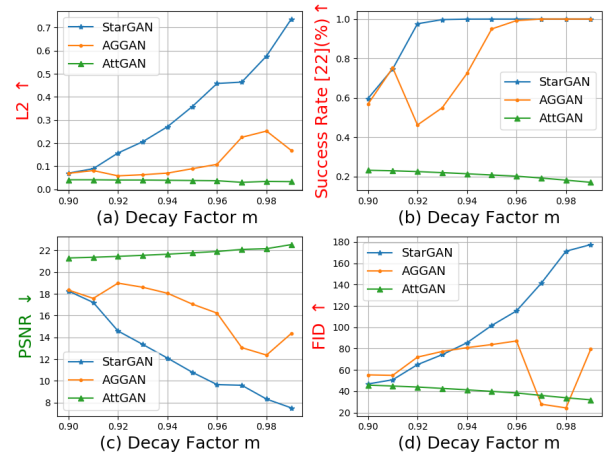 L2 ↑
0.7
0.6
0.5
0.4
0.3
0.2
0.1
0.0
StarGAN
AGGAN
AttGAN
0.90 0.92 0.94 0.96 0.98
(a) Decay Factor m
Success Rate [22](%) ↑
1.0
0.8
0.6
0.4
0.2
StarGAN
AGGAN
AttGAN
0.90 0.92 0.94 0.96 0.98
(b) Decay Factor m
PSNR ↓
22
20
18
16
14
12
10
8
StarGAN
AGGAN
AttGAN
0.90 0.92 0.94 0.96 0.98
(c) Decay Factor m
FID ↑
180
160
140
120
100
80
60
40
20
StarGAN
AGGAN
AttGAN
0.90 0.92 0.94 0.96 0.98
(d) Decay Factor m